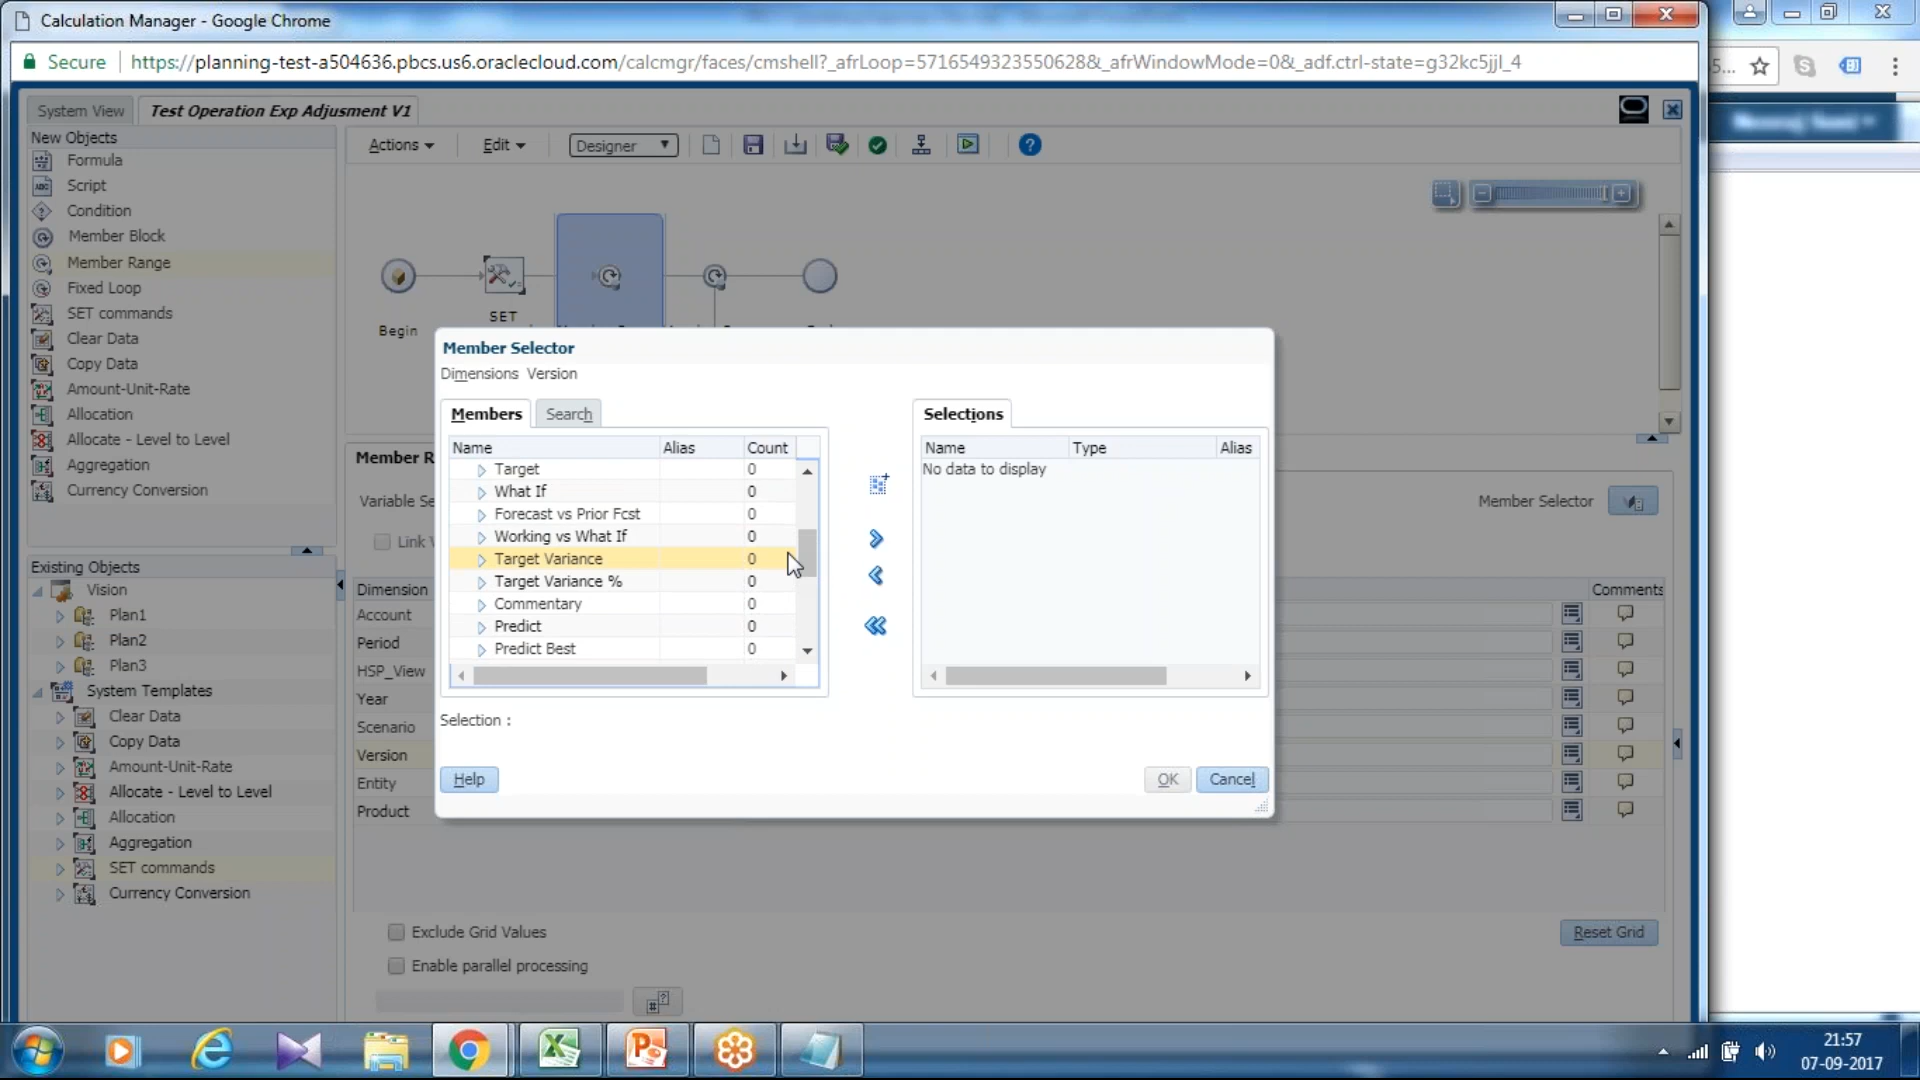 Calculation Manager - Google Chrome
Secure https://planning-test-a504636.pbcs.us6.oraclecloud.com/calcmgr/faces/cmshell?_afrLoop=571654932355062&_afrWindowMode=0&_adf.ctrl-state=g32kc5jjl_4
5...
System View
Test Operation Exp Adjusment V1
New Objects
Formula
Script
Condition
Member Block
Member Range
Fixed Loop
SET commands
Clear Data
Copy Data
Amount-Unit-Rate
Allocation
Allocate - Level to Level
Aggregation
Currency Conversion
Existing Objects
Vision
Plan1
Plan2
Plan3
System Templates
Clear Data
Copy Data
Amount-Unit-Rate
Allocate - Level to Level
Allocation
Aggregation
SET commands
Currency Conversion
Actions
Edit
Designer
Begin
SET
Member R
Variable Se
Link V
Member Selector
Dimension
Comments
Account
Period
HSP_View
Year
Scenario
Version
Entity
Product
Exclude Grid Values
Reset Grid
Enable parallel processing
Member Selector
Dimensions Version
Members
Search
Name Alias Count
Target 0
What If 0
Forecast vs Prior Fcst 0
Working vs What If 0
Target Variance 0
Target Variance % 0
Commentary 0
Predict 0
Predict Best 0
Selections
Name Type Alias
No data to display
Selection :
Help
OK
Cancel
21:57
07-09-2017